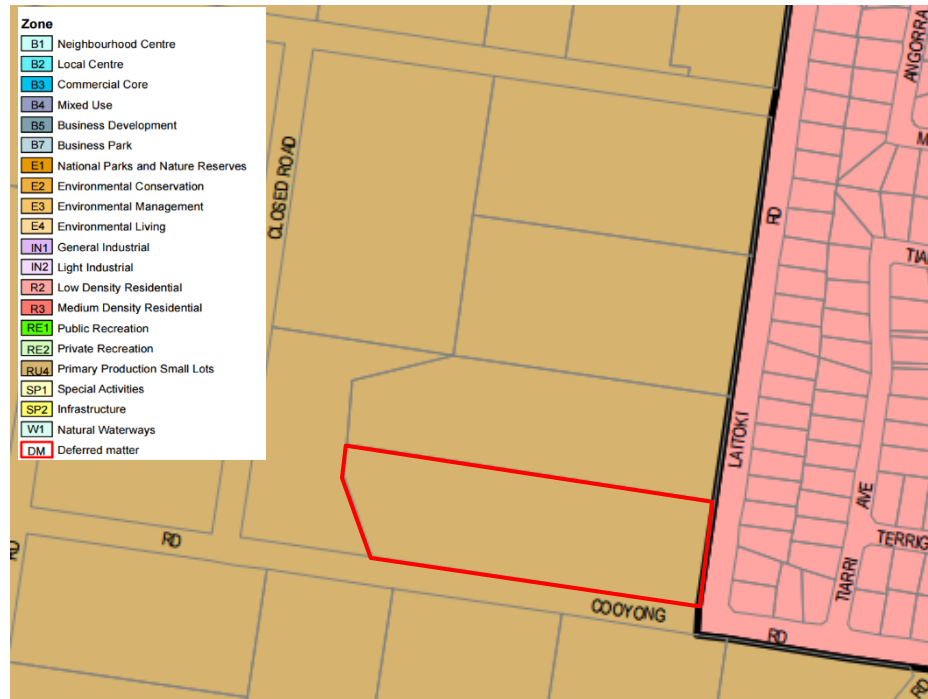 Zone
B1 Neighbourhood Centre
B2 Local Centre
B3 Commercial Core
B4 Mixed Use
B5 Business Development
B7 Business Park
E1 National Parks and Nature Reserves
E2 Environmental Conservation
E3 Environmental Management
E4 Environmental Living
IN1 General Industrial
IN2 Light Industrial
R2 Low Density Residential
R3 Medium Density Residential
RE1 Public Recreation
RE2 Private Recreation
RU4 Primary Production Small Lots
SP1 Special Activities
SP2 Infrastructure
W1 Natural Waterways
DM Deferred matter
CLOSED ROAD
ANGORRA
M
RD
TIA
LAITOKI
AVE
TIARRI
TERRIG
RD
RD
COOYONG
RD
RD